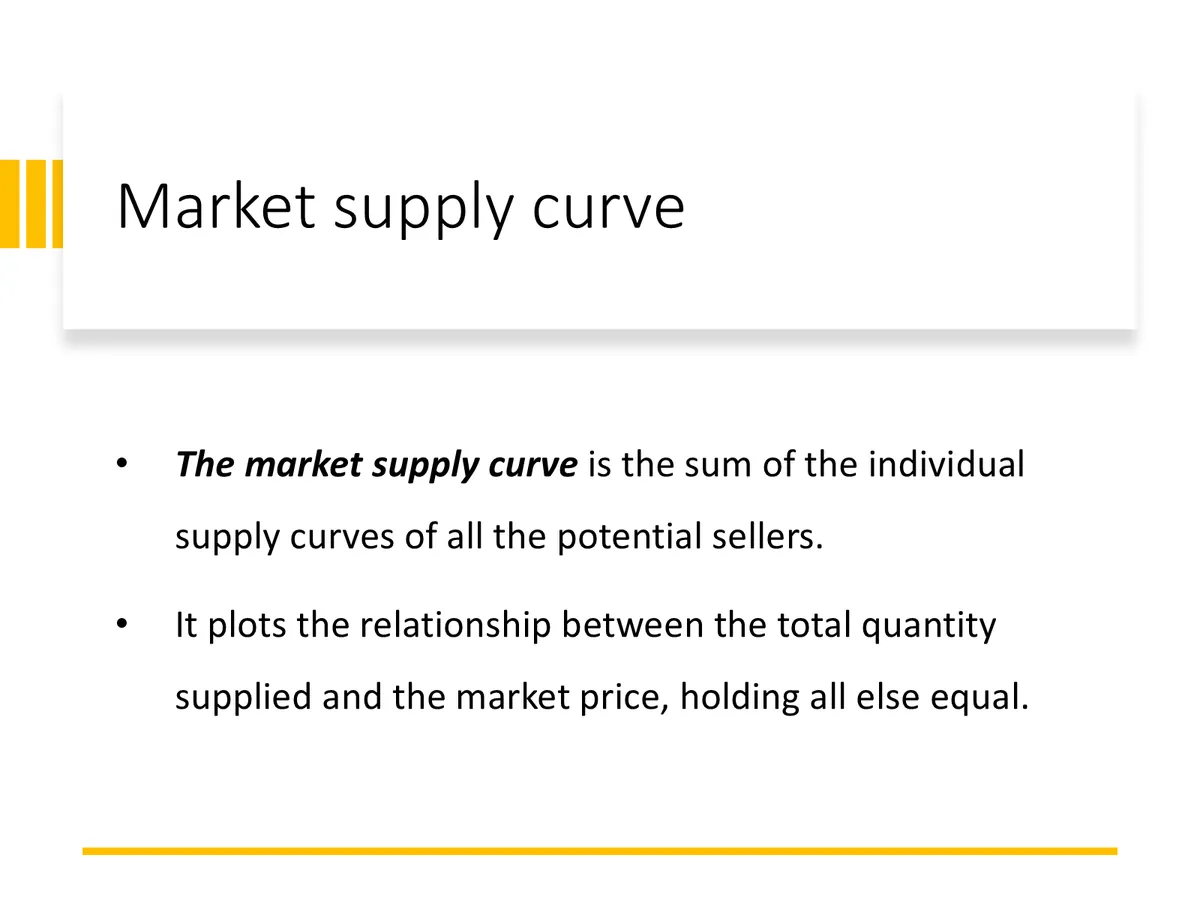 Market supply curve
• The market supply curve is the sum of the individual
supply curves of all the potential sellers.
• It plots the relationship between the total quantity
supplied and the market price, holding all else equal.